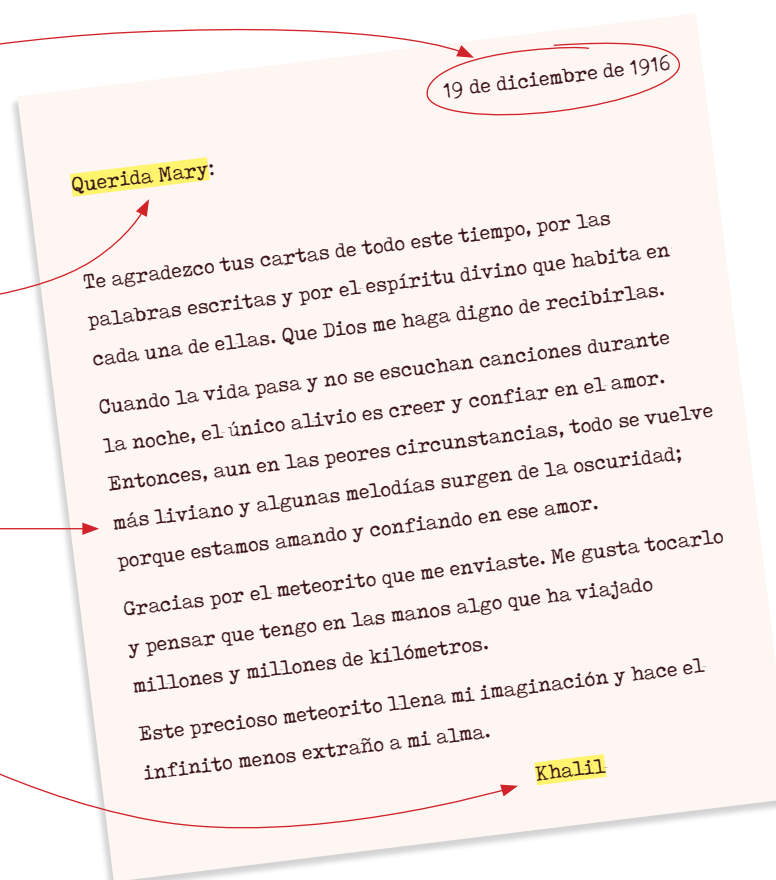 19 de diciembre de 1916
Querida Mary:
Te agradezco tus cartas de todo este tiempo, por las
palabras escritas y por el espíritu divino que habita en
cada una de ellas. Que Dios me haga digno de recibirlas.
Cuando la vida pasa y no se escuchan canciones durante
la noche, el único alivio es creer y confiar en el amor.
Entonces, aun en las peores circunstancias, todo se vuelve
más liviano y algunas melodías surgen de la oscuridad;
porque estamos amando y confiando en ese amor.
Gracias por el meteorito que me enviaste. Me gusta tocarlo
y pensar que tengo en las manos algo que ha viajado
millones y millones de kilómetros.
Este precioso meteorito llena mi imaginación y hace el
infinito menos extraño a mi alma.
Khalil